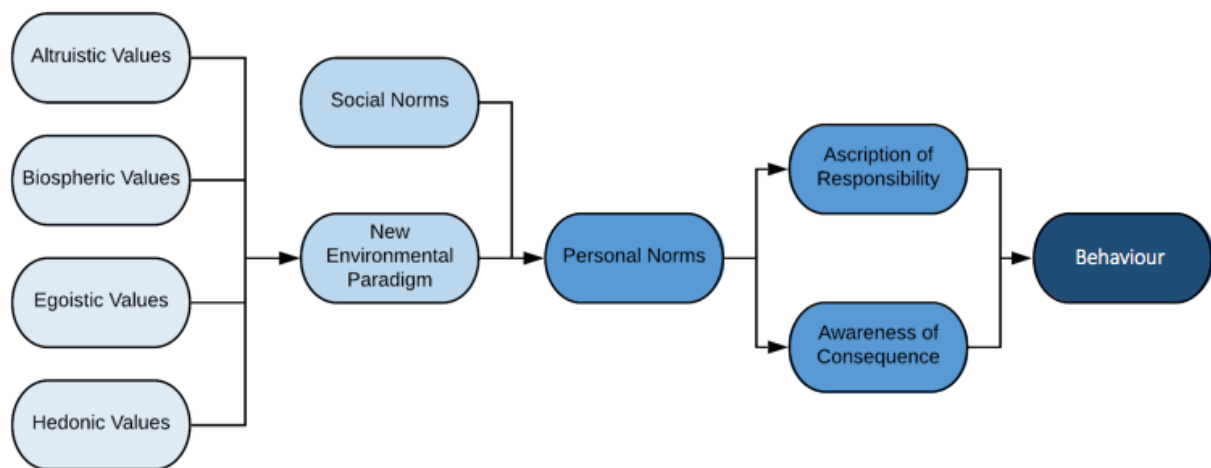 Altruistic Values
Biospheric Values
Egoistic Values
Hedonic Values
Social Norms
New
Environmental
Paradigm
Personal Norms
Ascription of
Responsibility
Awareness of
Consequence
Behaviour